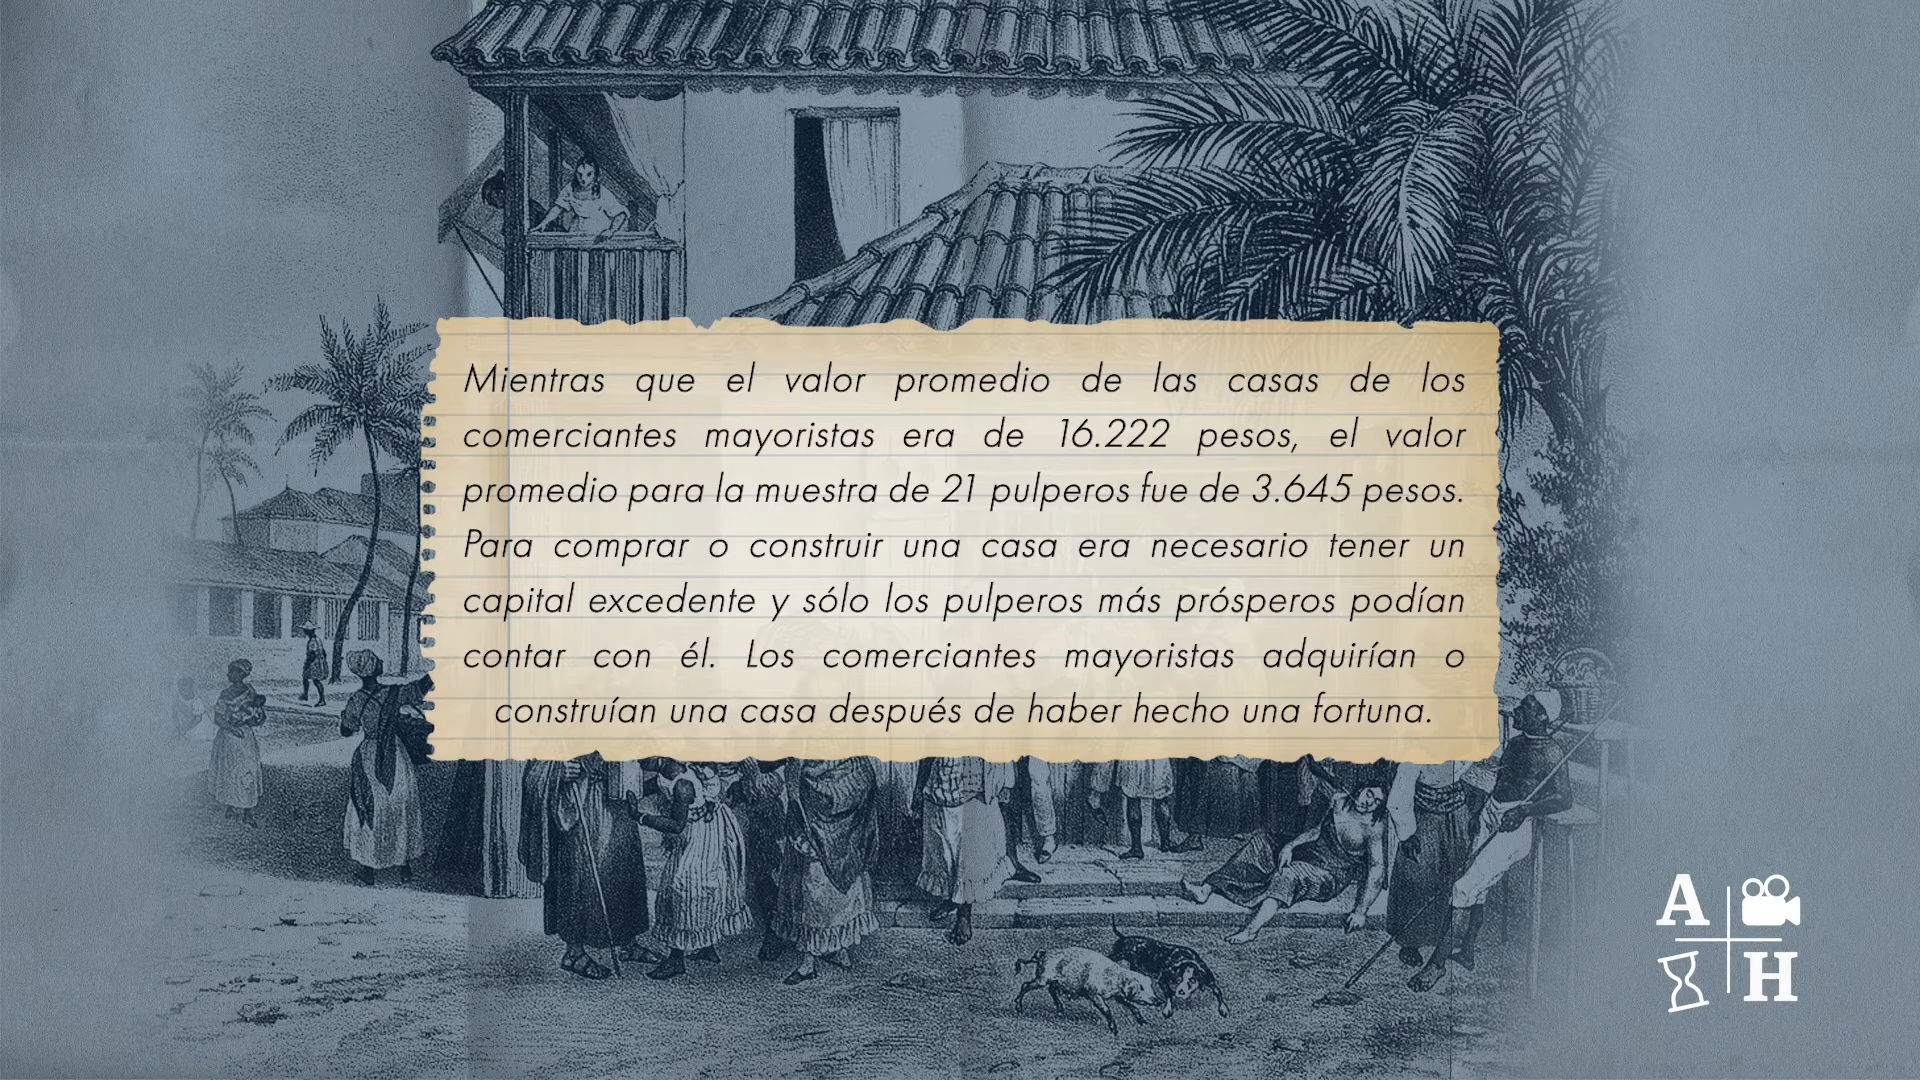 Mientras que el valor promedio de las casas de los
comerciantes mayoristas era de 16.222 pesos, el valor
promedio para la muestra de 21 pulperos fue de 3.645 pesos.
Para comprar o construir una casa era necesario tener un
capital excedente y sólo los pulperos más prósperos podían
contar con él. Los comerciantes mayoristas adquirían o
construían una casa después de haber hecho una fortuna.
A
H